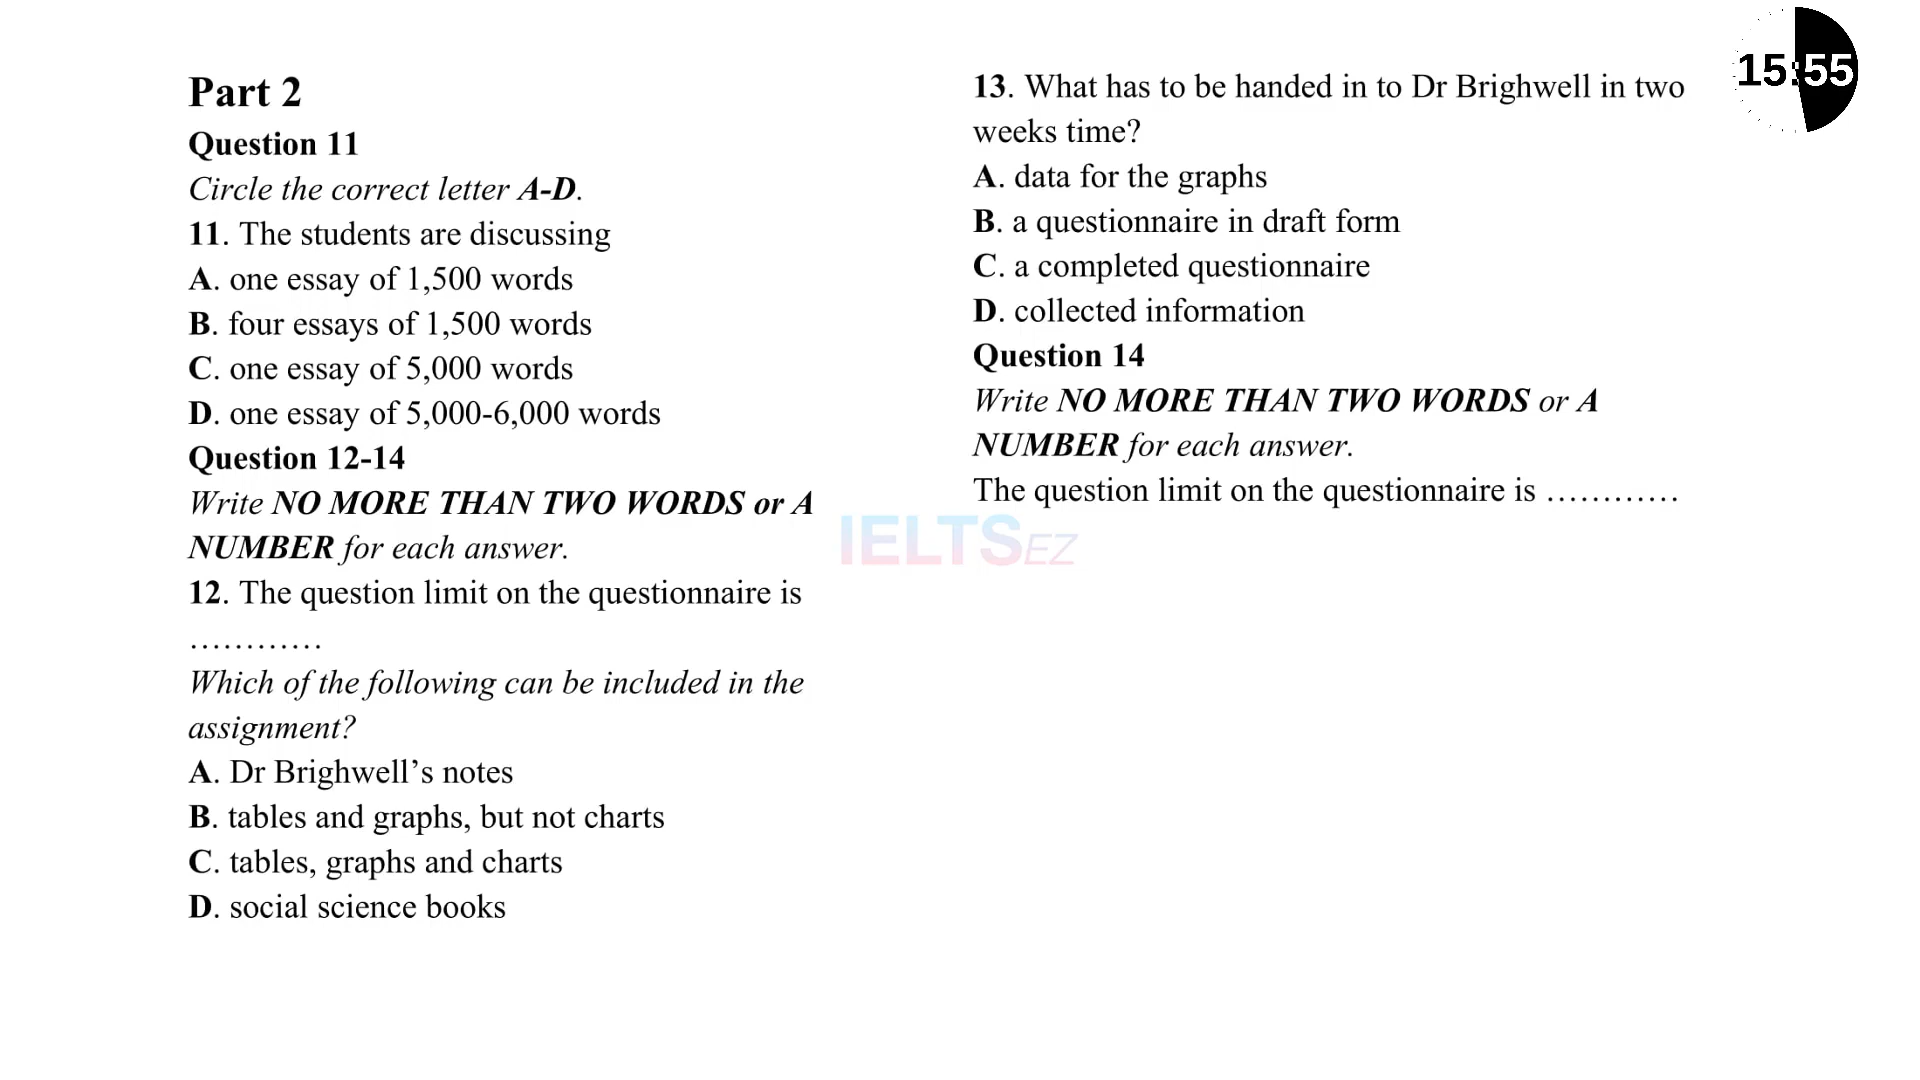 Part 2
Question 11
Circle the correct letter A-D.
11. The students are discussing
A. one essay of 1,500 words
B. four essays of 1,500 words
C. one essay of 5,000 words
D. one essay of 5,000-6,000 words
Question 12-14
Write NO MORE THAN TWO WORDS or A
NUMBER for each answer.
12. The question limit on the questionnaire is
…………
Which of the following can be included in the
assignment?
A. Dr Brighwell’s notes
B. tables and graphs, but not charts
C. tables, graphs and charts
D. social science books
13. What has to be handed in to Dr Brighwell in two
weeks time?
A. data for the graphs
B. a questionnaire in draft form
C. a completed questionnaire
D. collected information
Question 14
Write NO MORE THAN TWO WORDS or A
NUMBER for each answer.
The question limit on the questionnaire is …………
IELTSEZ
15:55